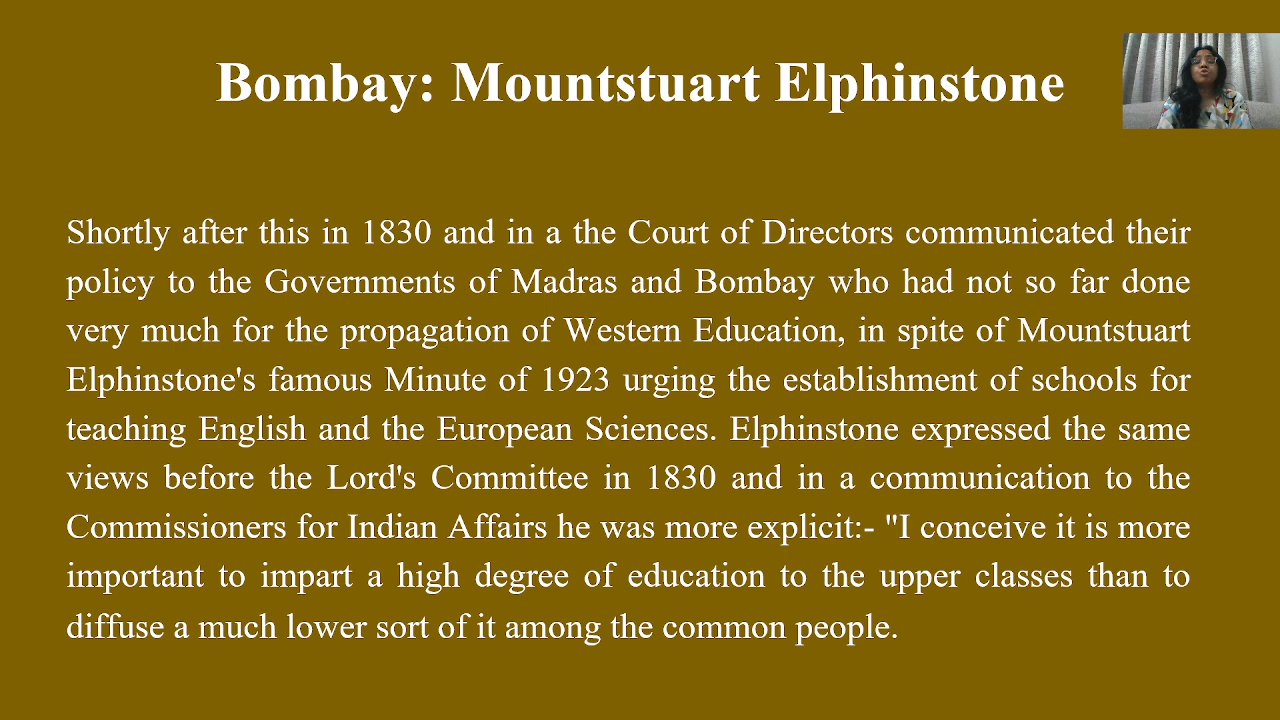 Bombay: Mountstuart Elphinstone
Shortly after this in 1830 and in a the Court of Directors communicated their
policy to the Governments of Madras and Bombay who had not so far done
very much for the propagation of Western Education, in spite of Mountstuart
Elphinstone's famous Minute of 1923 urging the establishment of schools for
teaching English and the European Sciences. Elphinstone expressed the same
views before the Lord's Committee in 1830 and in a communication to the
Commissioners for Indian Affairs he was more explicit:- "I conceive it is more
important to impart a high degree of education to the upper classes than to
diffuse a much lower sort of it among the common people.